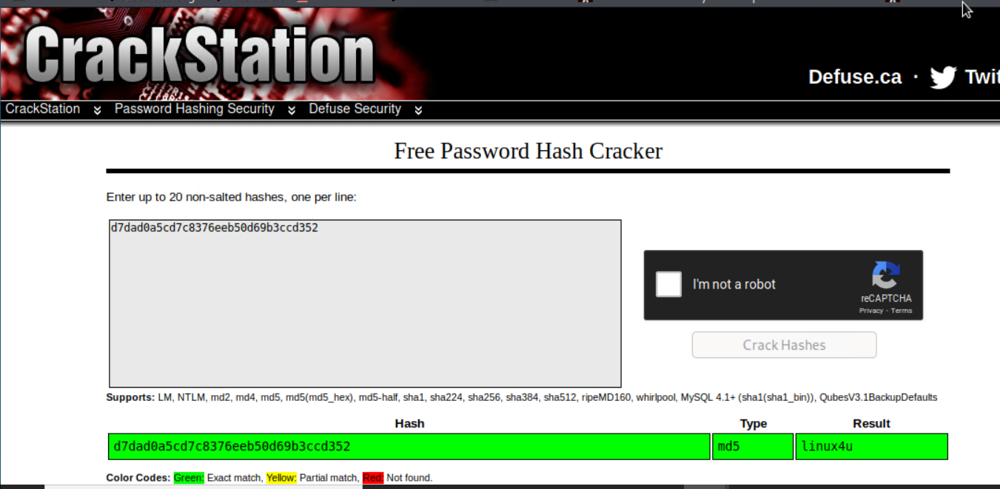 CrackStation
Defuse.ca ·
CrackStation Password Hashing Security Defuse Security
Free Password Hash Cracker
Enter up to 20 non-salted hashes, one per line:
d7dad0a5cd7c8376eeb50d69b3ccd352
I'm not a robot
reCAPTCHA
Privacy - Terms
Crack Hashes
Supports: LM, NTLM, md2, md4, md5, md5(md5_hex), md5-half, sha1, sha224, sha256, sha384, sha512, ripeMD160, whirlpool, MySQL 4.1+ (sha1(sha1_bin)), QubesV3.1BackupDefaults
Hash Type Result
d7dad0a5cd7c8376eeb50d69b3ccd352 md5 linux4u
Color Codes: Green: Exact match, Yellow: Partial match, Red: Not found.